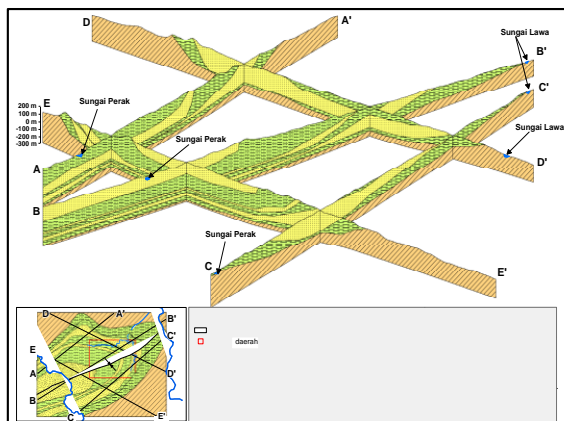 D
A'
Sungai Lawa
B'
C'
E
200 m
100 m
0 m
-100 m
-200 m
-300 m
Sungai Perak
Sungai Perak
Sungai Lawa
A
D'
B
Sungai Perak
C
E'
D
A'
B'
C'
E
A
D'
B
C
E'
daerah